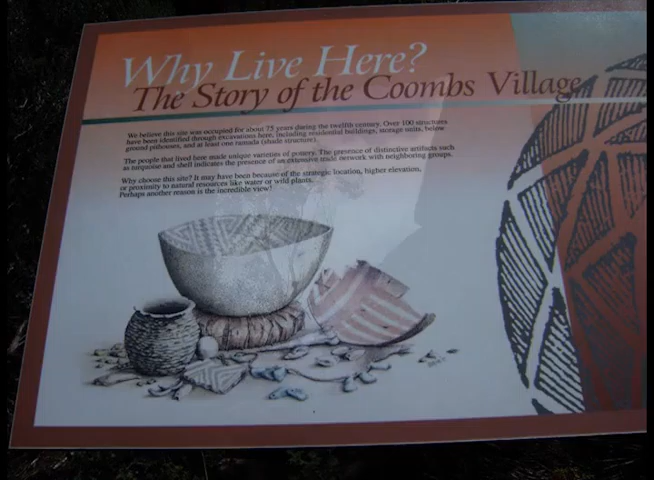 Why Live Here?
The Story of the Coombs Village
We believe this site was occupied for about 75 years during the twelfth century. Over 100 structures
have been identified through excavations here, including residential buildings, storage units, below
ground pithouses, and at least one ramada (shade structure).
The people that lived here made unique varieties of pottery. The presence of distinctive artifacts such
as turquoise and shell indicates the presence of an extensive trade network with neighboring groups.
Why choose this site? It may have been because of the strategic location, higher elevation,
or proximity to natural resources like water or wild plants.
Perhaps another reason is the incredible view!